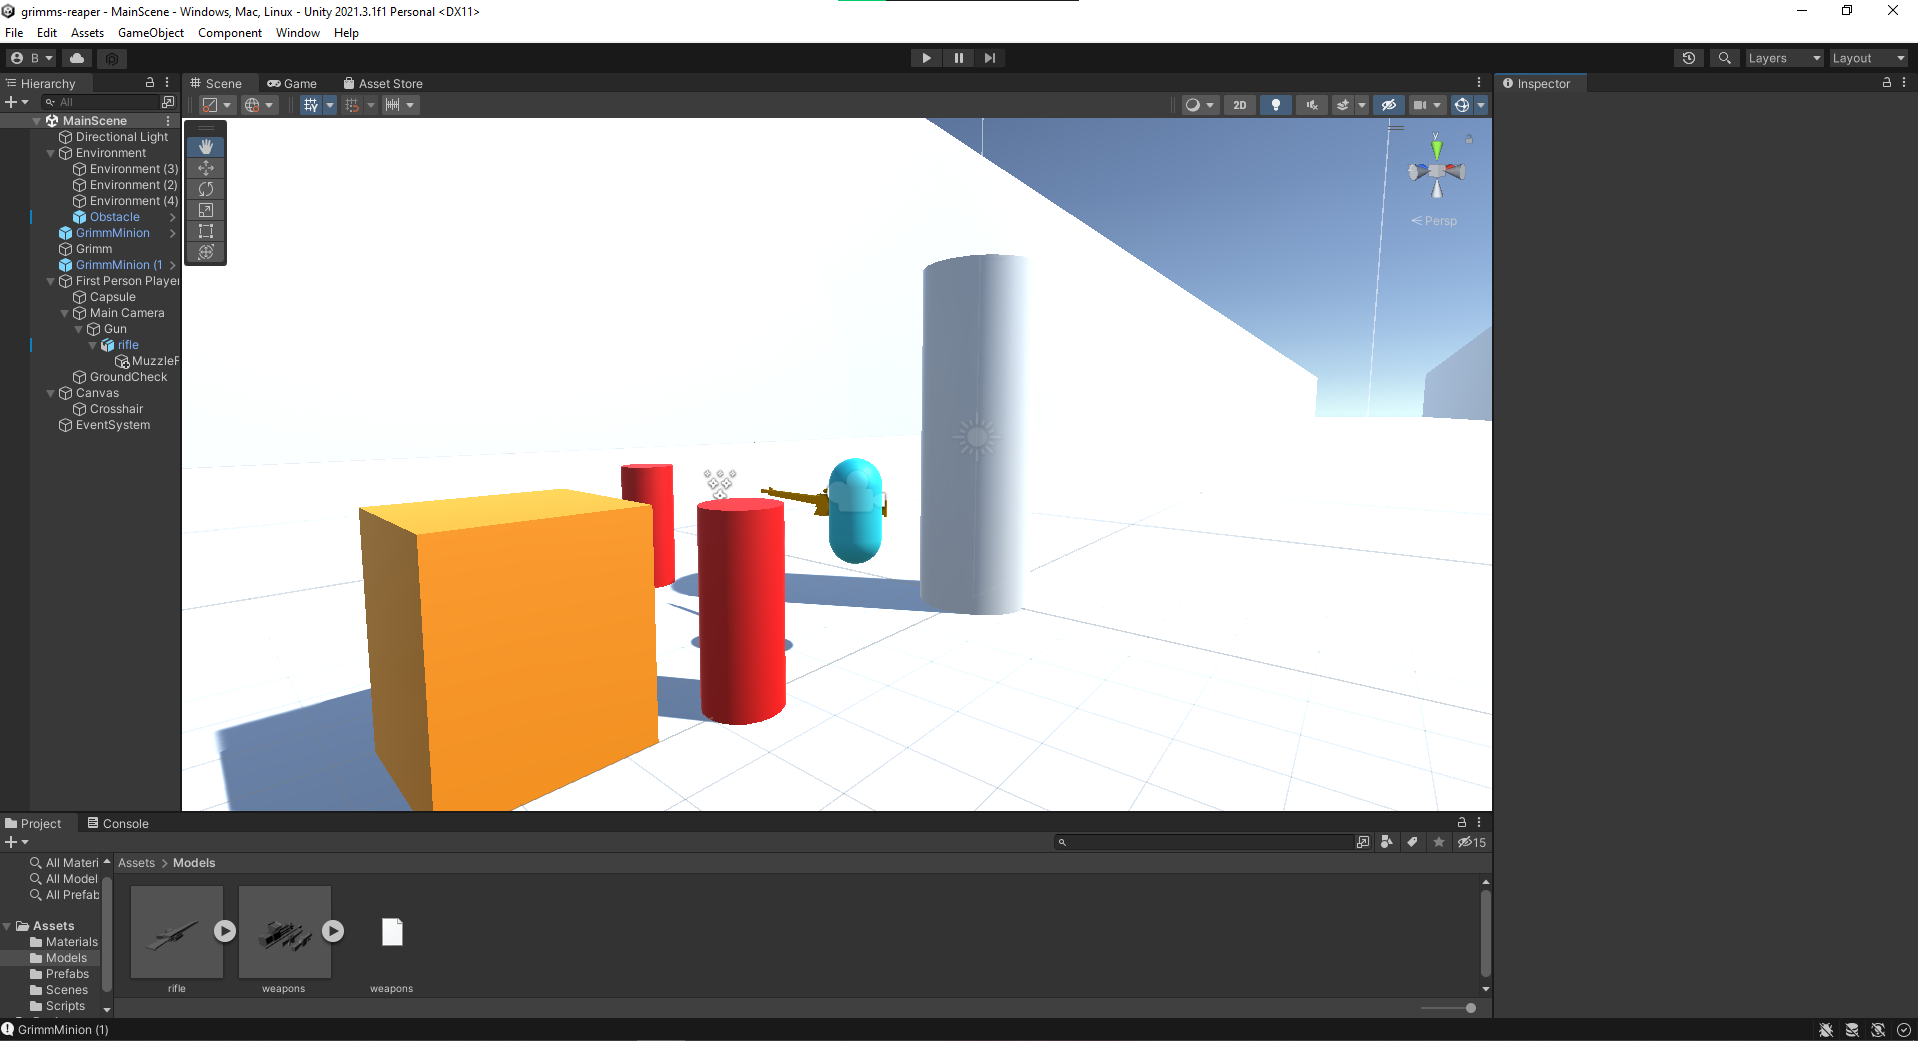 grimms-reaper - MainScene - Windows, Mac, Linux - Unity 2021.3.1f1 Personal <DX11>
File Edit Assets GameObject Component Window Help
B Layers Layout
Hierarchy
All
MainScene
Directional Light
Environment
Environment (3)
Environment (2)
Environment (4)
Obstacle
GrimmMinion
Grimm
GrimmMinion (1
First Person Player
Capsule
Main Camera
Gun
rifle
MuzzleF
GroundCheck
Canvas
Crosshair
EventSystem
Scene Game Asset Store
2D
y
Persp
Inspector
Project Console
15
All Materi
All Model
All Prefab
Assets
Materials
Models
Prefabs
Scenes
Scripts
Assets > Models
rifle weapons weapons
GrimmMinion (1)